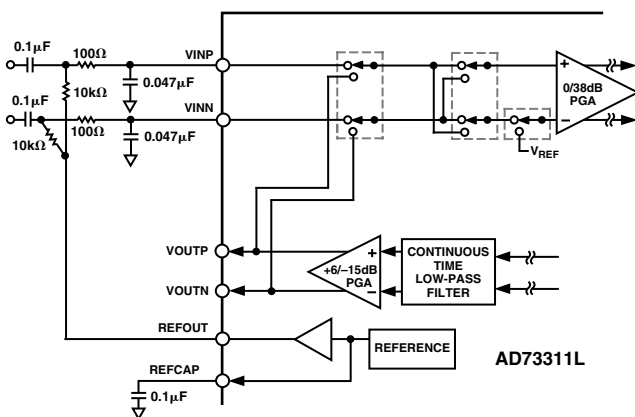 0.1µF
100Ω
VINP
0.047µF
10kΩ
0/38dB
PGA
0.1µF
VINN
100Ω
0.047µF
10kΩ
VREF
VOUTP
+6/–15dB
PGA
CONTINUOUS
TIME
LOW-PASS
FILTER
VOUTN
REFOUT
REFERENCE
AD73311L
REFCAP
0.1µF